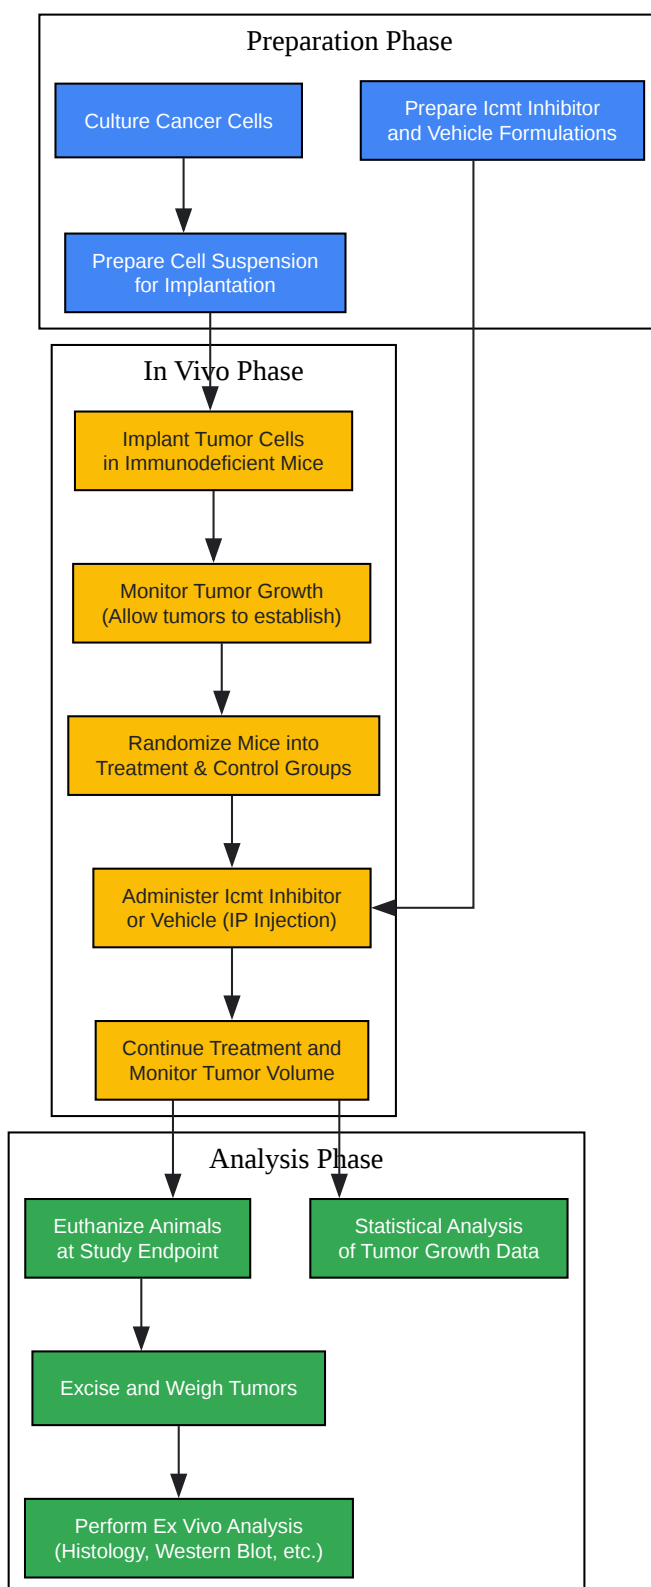 Preparation Phase
Culture Cancer Cells
Prepare Icmt Inhibitor
and Vehicle Formulations
Prepare Cell Suspension
for Implantation
In Vivo Phase
Implant Tumor Cells
in Immunodeficient Mice
Monitor Tumor Growth
(Allow tumors to establish)
Randomize Mice into
Treatment & Control Groups
Administer Icmt Inhibitor
or Vehicle (IP Injection)
Continue Treatment and
Monitor Tumor Volume
Analysis Phase
Euthanize Animals
at Study Endpoint
Statistical Analysis
of Tumor Growth Data
Excise and Weigh Tumors
Perform Ex Vivo Analysis
(Histology, Western Blot, etc.)